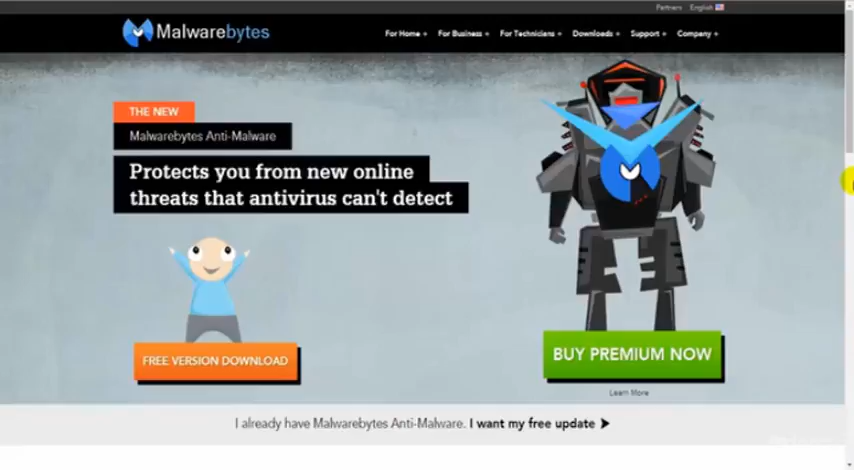 Partners English
Malwarebytes
For Home + For Business + For Technicians + Downloads + Support + Company +
THE NEW
Malwarebytes Anti-Malware
Protects you from new online
threats that antivirus can't detect
FREE VERSION DOWNLOAD
BUY PREMIUM NOW
Learn More
I already have Malwarebytes Anti-Malware. I want my free update